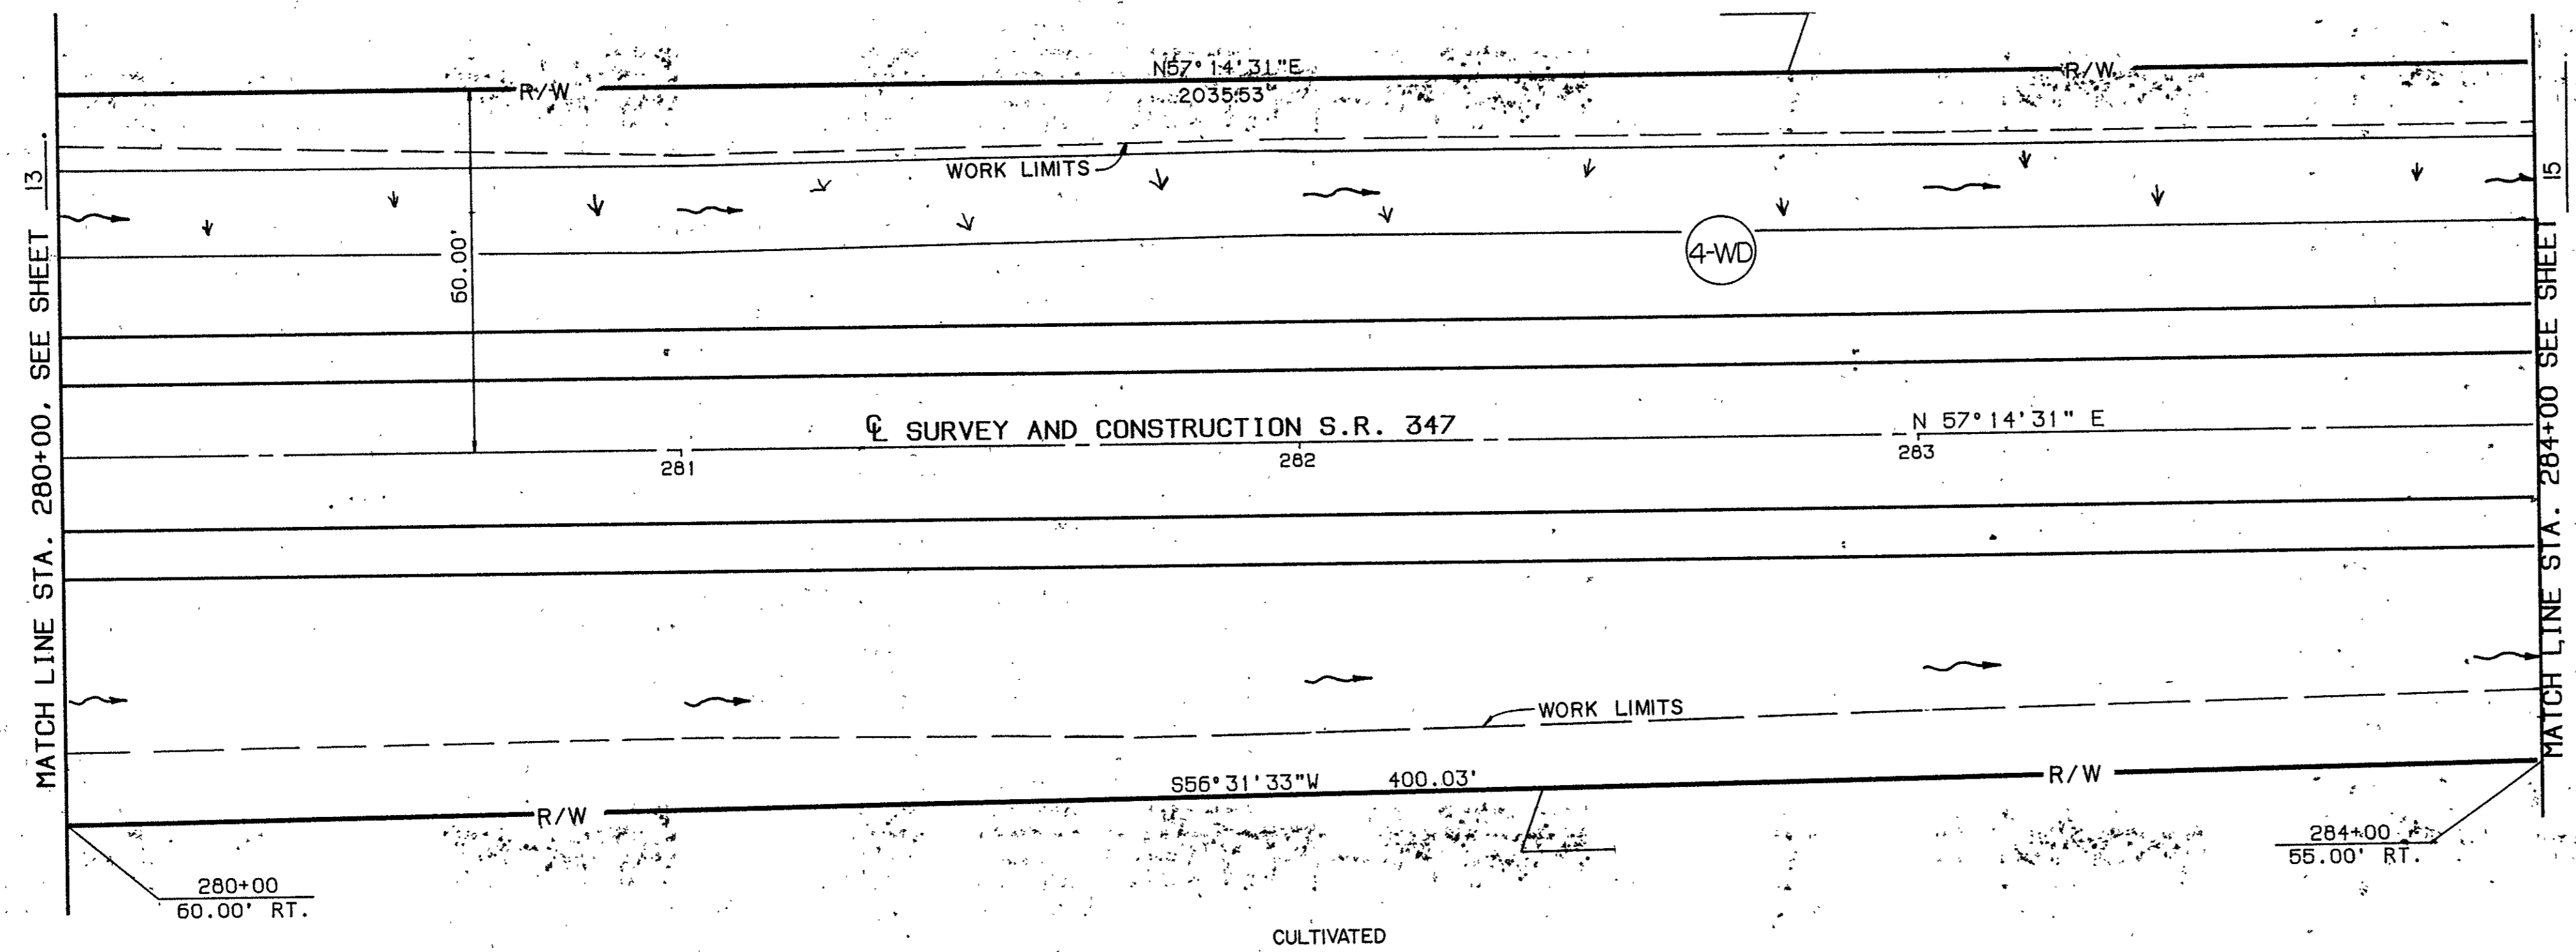 N57°14'31"E
2035.53'
R/W
R/W
WORK LIMITS
MATCH LINE STA. 280+00, SEE SHEET 13.
60.00'
4-WD
℄ SURVEY AND CONSTRUCTION S.R. 347
N 57°14'31" E
281
282
283
MATCH LINE STA. 284+00 SEE SHEET 15
WORK LIMITS
S56°31'33"W 400.03'
R/W
R/W
280+00
60.00' RT.
284+00
55.00' RT.
CULTIVATED